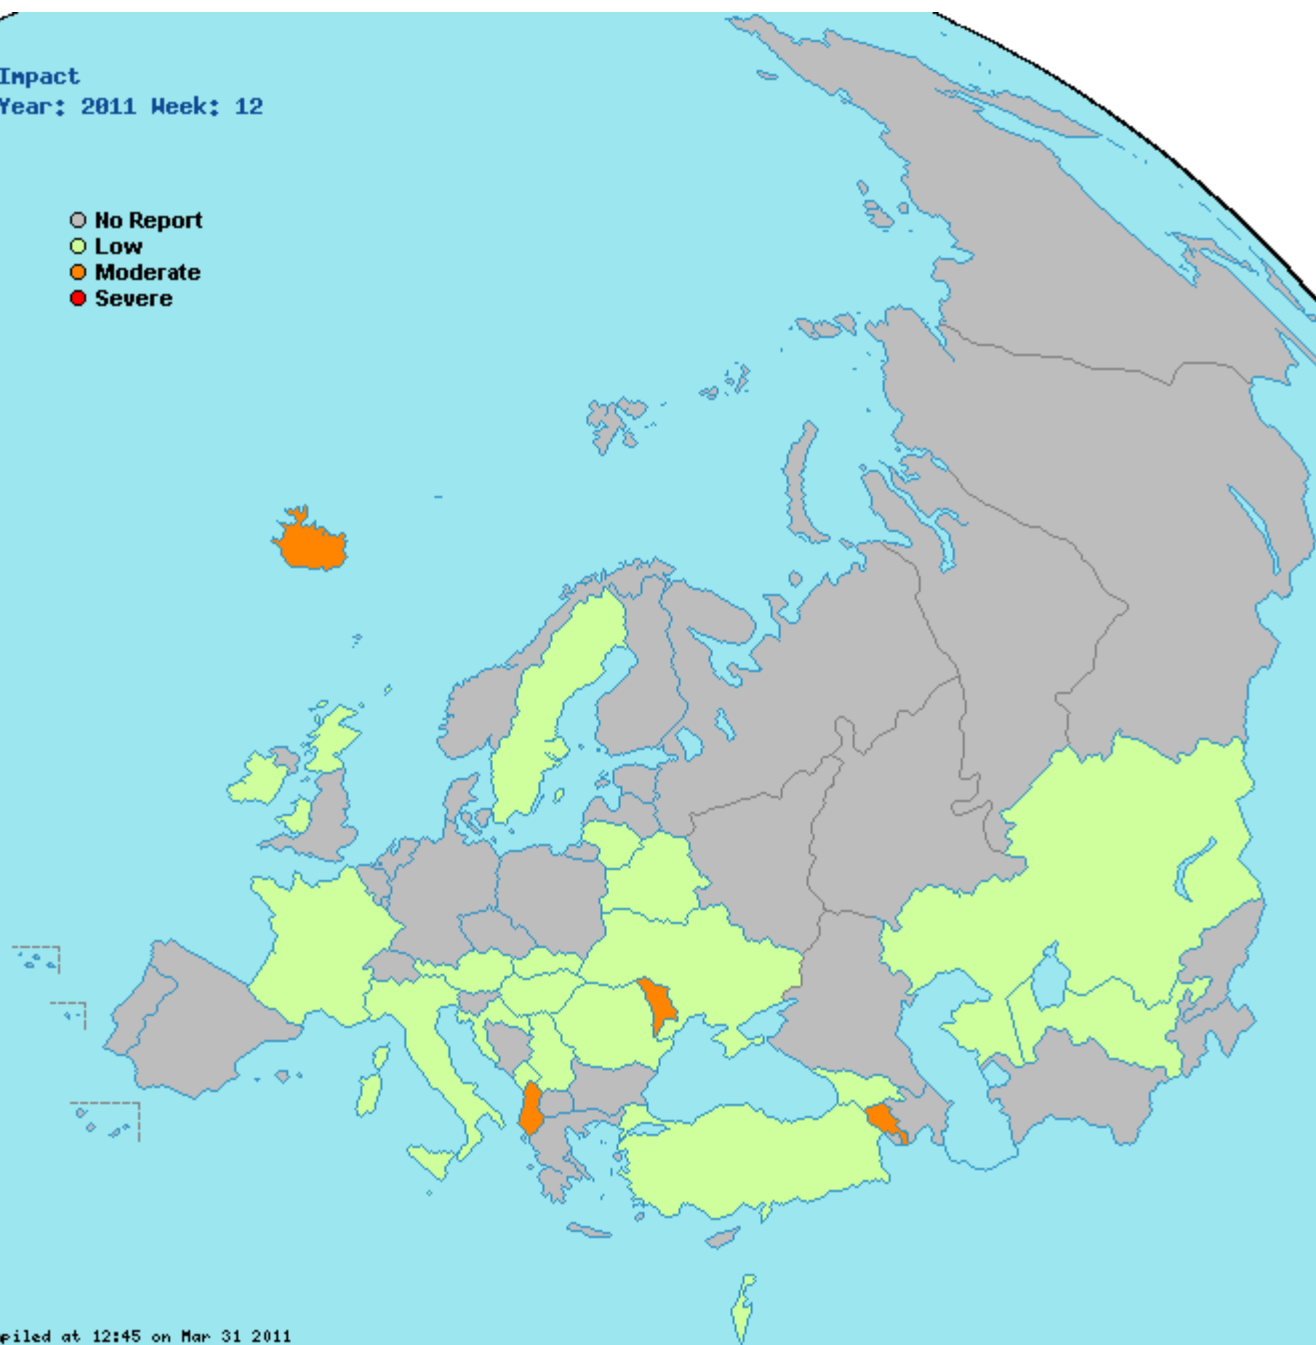 Impact
Year: 2011 Week: 12
No Report
Low
Moderate
Severe
piled at 12:45 on Mar 31 2011